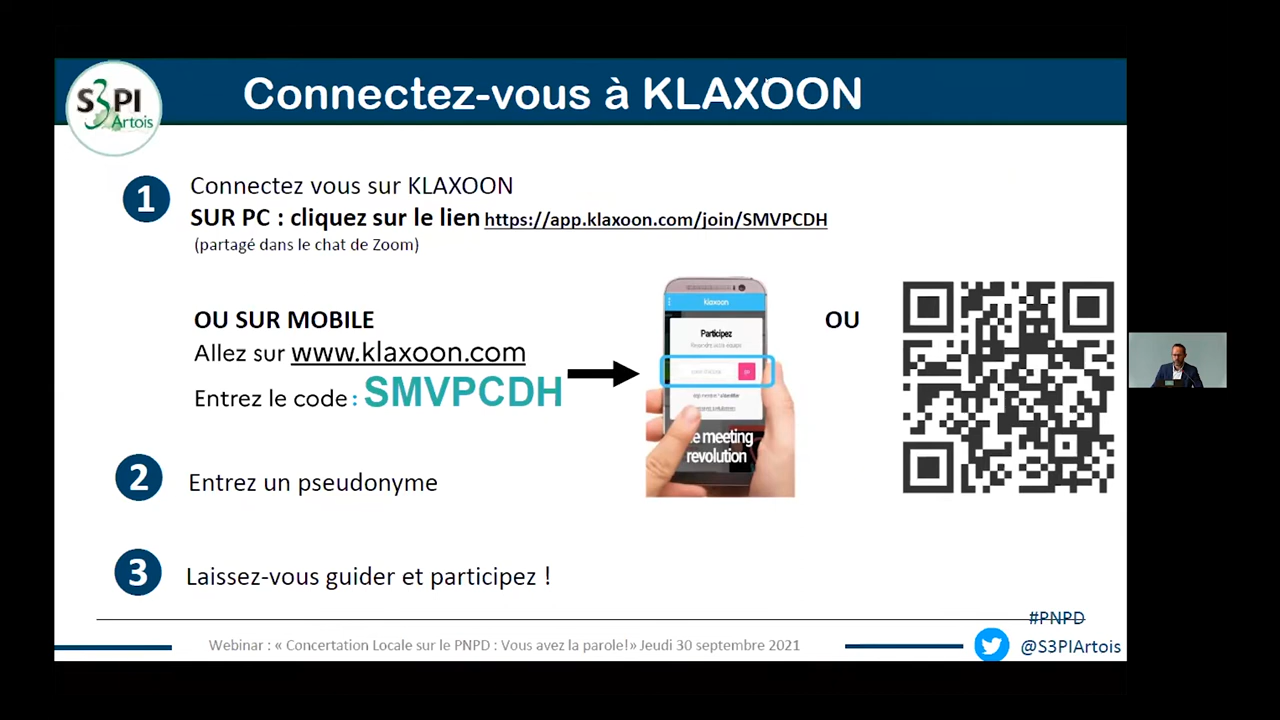 S3PI
Artois
Connectez-vous à KLAXOON
1
Connectez vous sur KLAXOON
SUR PC : cliquez sur le lien https://app.klaxoon.com/join/SMVPCDH
(partagé dans le chat de Zoom)
OU SUR MOBILE
Allez sur www.klaxoon.com
Entrez le code : SMVPCDH
klaxoon
Participez
meeting
revolution
OU
2
Entrez un pseudonyme
3
Laissez-vous guider et participez !
#PNPD
Webinar : « Concertation Locale sur le PNPD : Vous avez la parole!» Jeudi 30 septembre 2021
@S3PIArtois